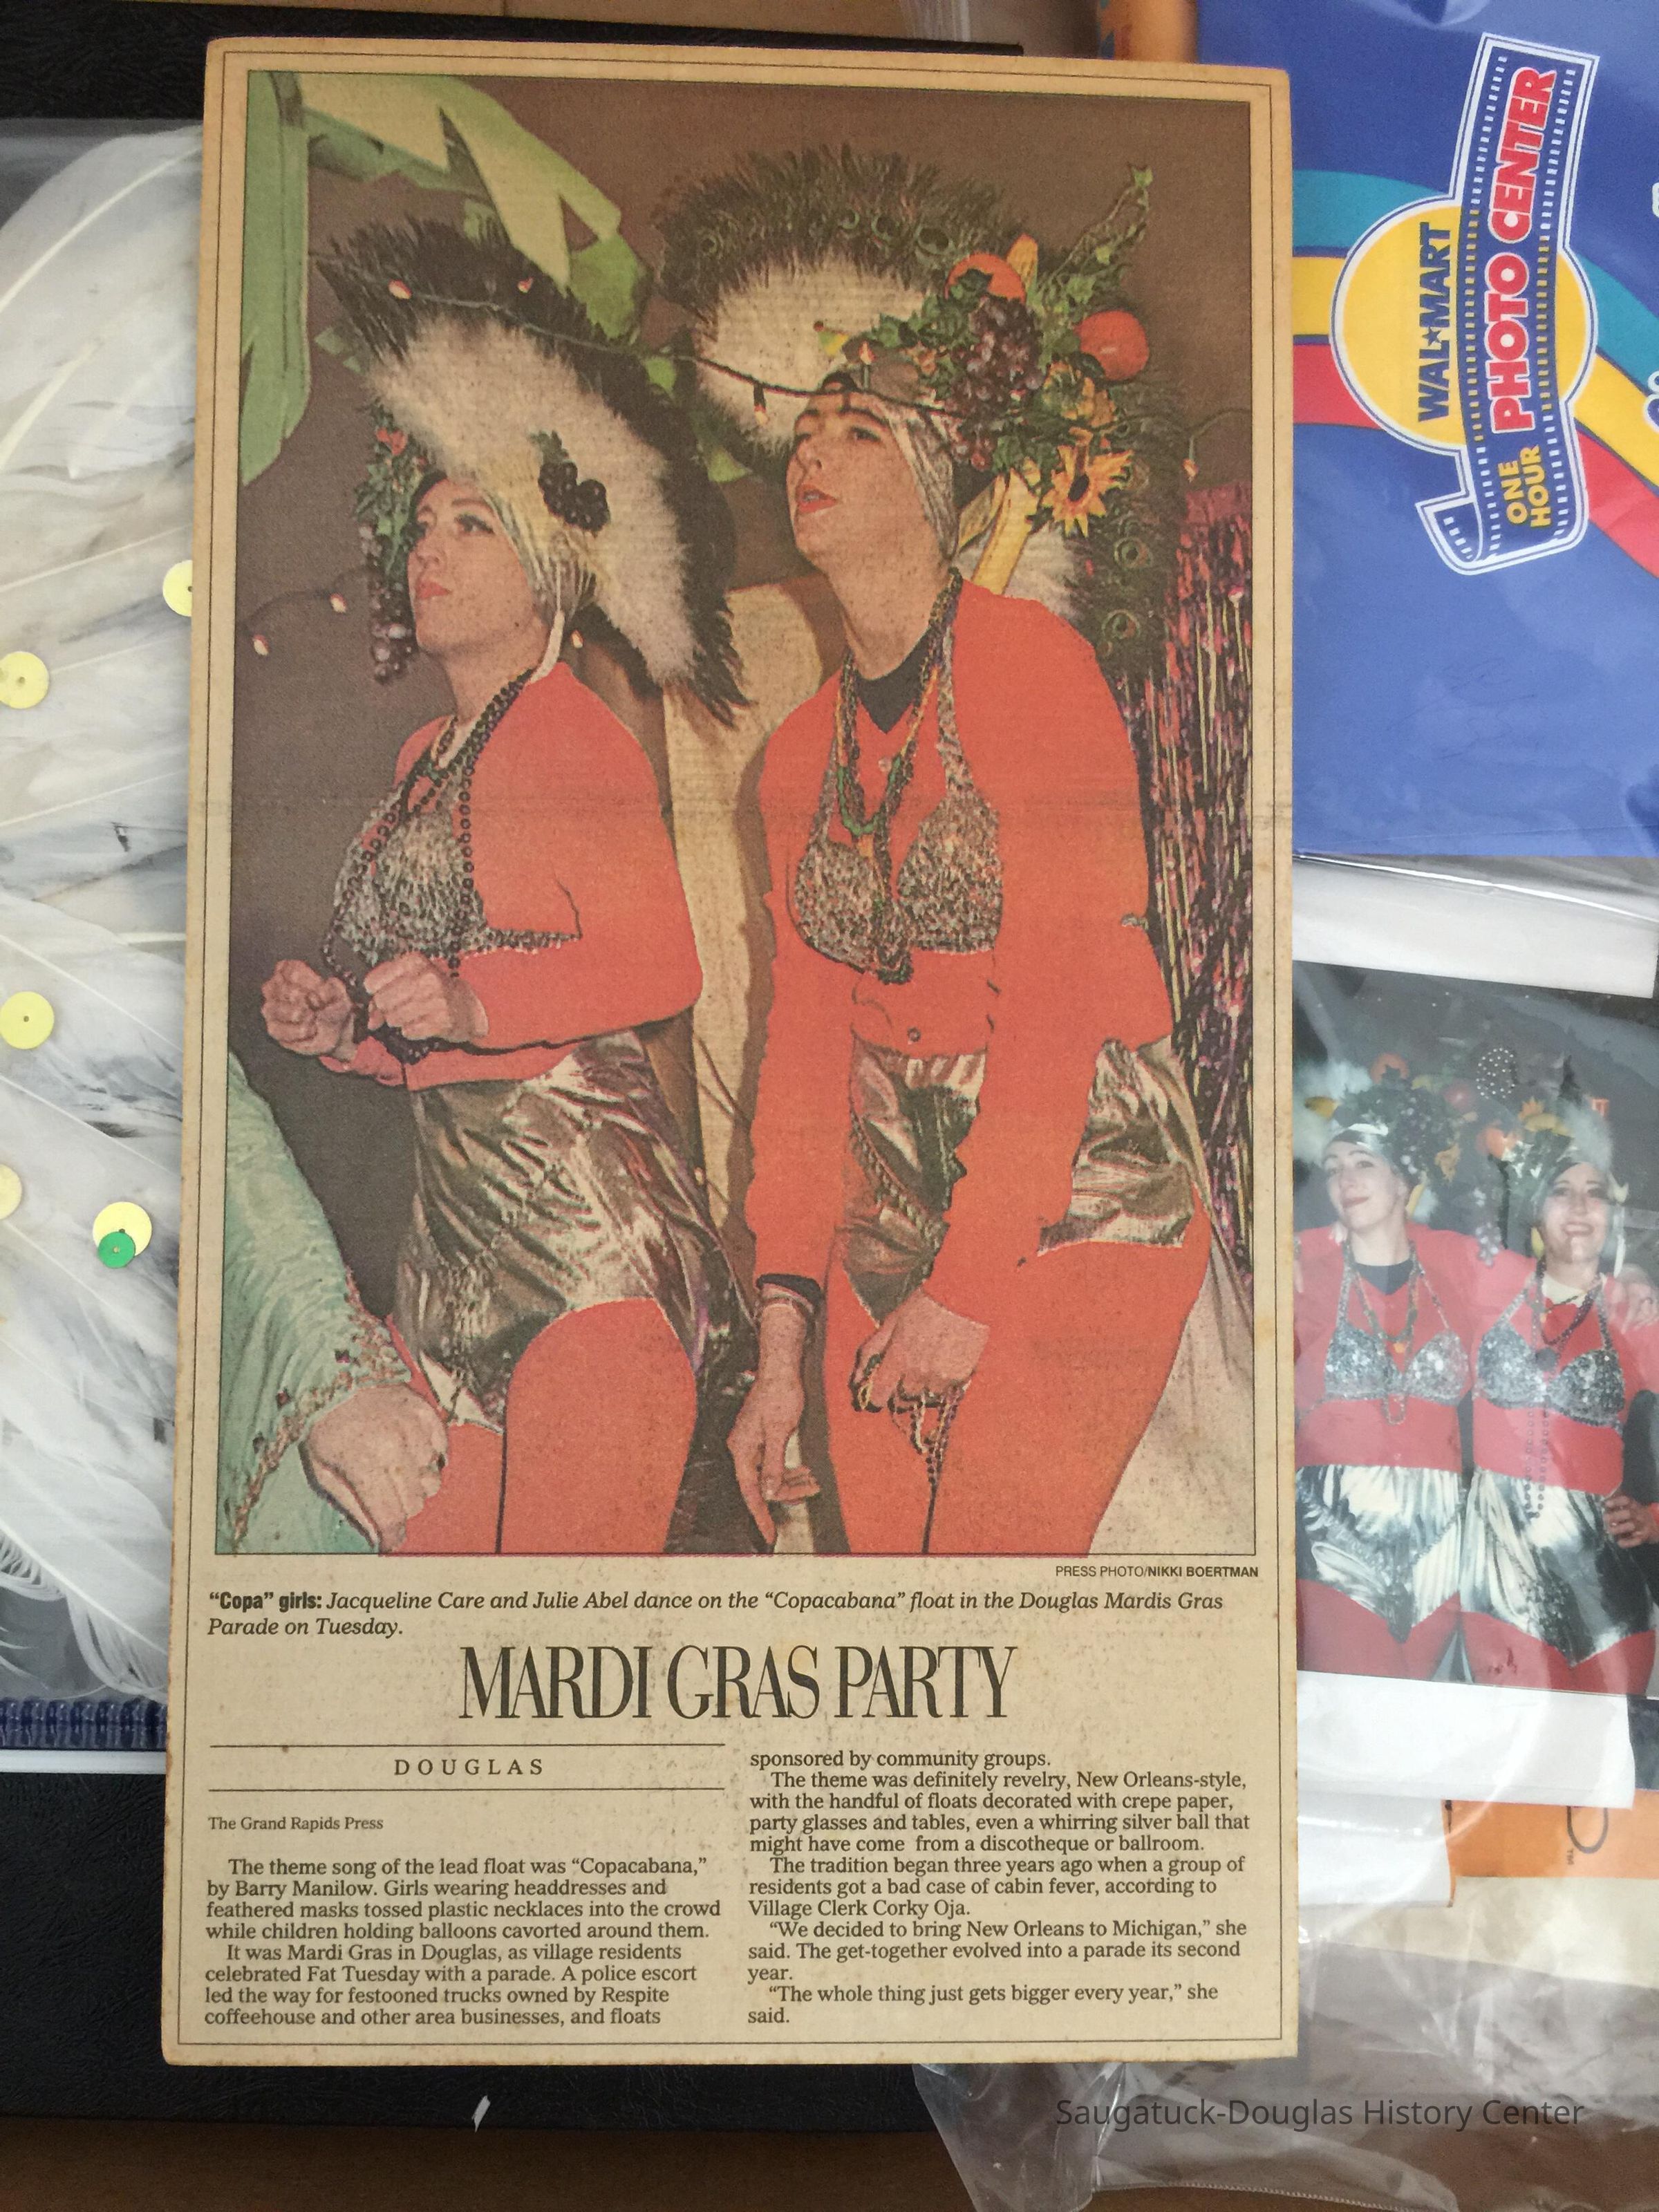 WAL★MART
ONE
HOUR
PHOTO CENTER
PRESS PHOTO/NIKKI BOERTMAN
“Copa” girls: Jacqueline Care and Julie Abel dance on the “Copacabana” float in the Douglas Mardis Gras
Parade on Tuesday.
MARDI GRAS PARTY
DOUGLAS
The Grand Rapids Press
The theme song of the lead float was “Copacabana,”
by Barry Manilow. Girls wearing headdresses and
feathered masks tossed plastic necklaces into the crowd
while children holding balloons cavorted around them.
It was Mardi Gras in Douglas, as village residents
celebrated Fat Tuesday with a parade. A police escort
led the way for festooned trucks owned by Respite
coffeehouse and other area businesses, and floats
sponsored by community groups.
The theme was definitely revelry, New Orleans-style,
with the handful of floats decorated with crepe paper,
party glasses and tables, even a whirring silver ball that
might have come from a discotheque or ballroom.
The tradition began three years ago when a group of
residents got a bad case of cabin fever, according to
Village Clerk Corky Oja.
“We decided to bring New Orleans to Michigan,” she
said. The get-together evolved into a parade its second
year.
“The whole thing just gets bigger every year,” she
said.
TM
Saugatuck-Douglas History Center